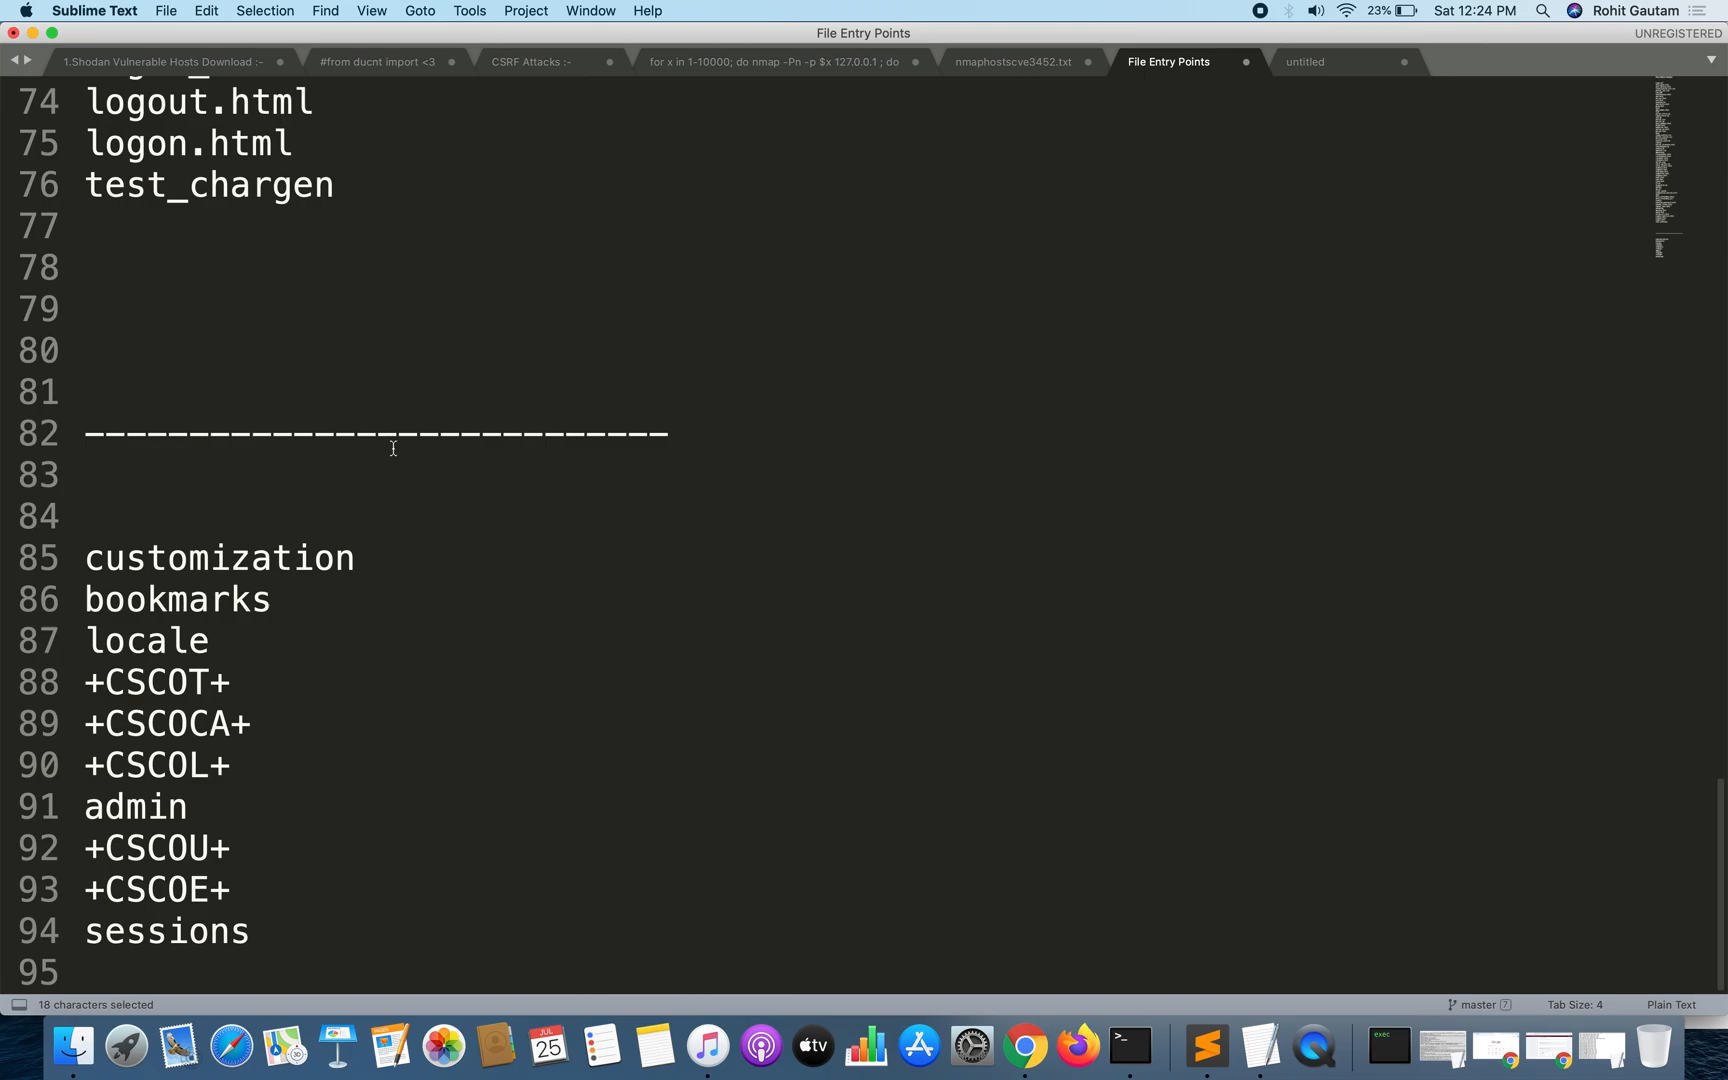 Sublime Text File Edit Selection Find View Goto Tools Project Window Help 23% Sat 12:24 PM Rohit Gautam
File Entry Points UNREGISTERED
1.Shodan Vulnerable Hosts Download :- #from ducnt import <3 CSRF Attacks :- for x in 1-10000; do nmap -Pn -p $x 127.0.0.1 ; do nmaphostscve3452.txt File Entry Points untitled
74 logout.html
75 logon.html
76 test_chargen
77
78
79
80
81
82 ----------------------------
83
84
85 customization
86 bookmarks
87 locale
88 +CSCOT+
89 +CSCOCA+
90 +CSCOL+
91 admin
92 +CSCOU+
93 +CSCOE+
94 sessions
95
18 characters selected master 7 Tab Size: 4 Plain Text
JUL
25
tv
exec